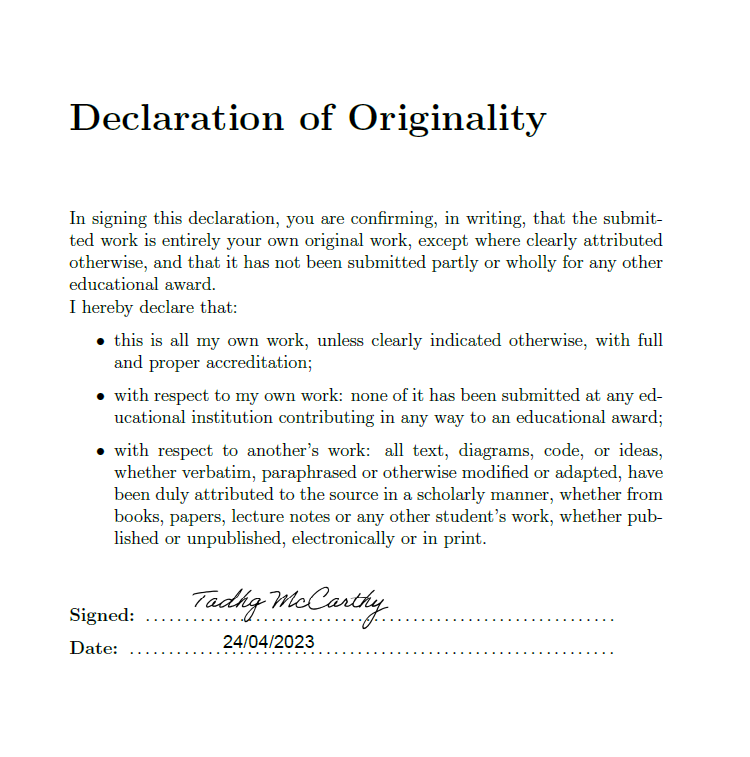 Declaration of Originality
In signing this declaration, you are confirming, in writing, that the submit-
ted work is entirely your own original work, except where clearly attributed
otherwise, and that it has not been submitted partly or wholly for any other
educational award.
I hereby declare that:
• this is all my own work, unless clearly indicated otherwise, with full
and proper accreditation;
• with respect to my own work: none of it has been submitted at any ed-
ucational institution contributing in any way to an educational award;
• with respect to another's work: all text, diagrams, code, or ideas,
whether verbatim, paraphrased or otherwise modified or adapted, have
been duly attributed to the source in a scholarly manner, whether from
books, papers, lecture notes or any other student's work, whether pub-
lished or unpublished, electronically or in print.
Signed: Tadhg McCarthy
Date: 24/04/2023